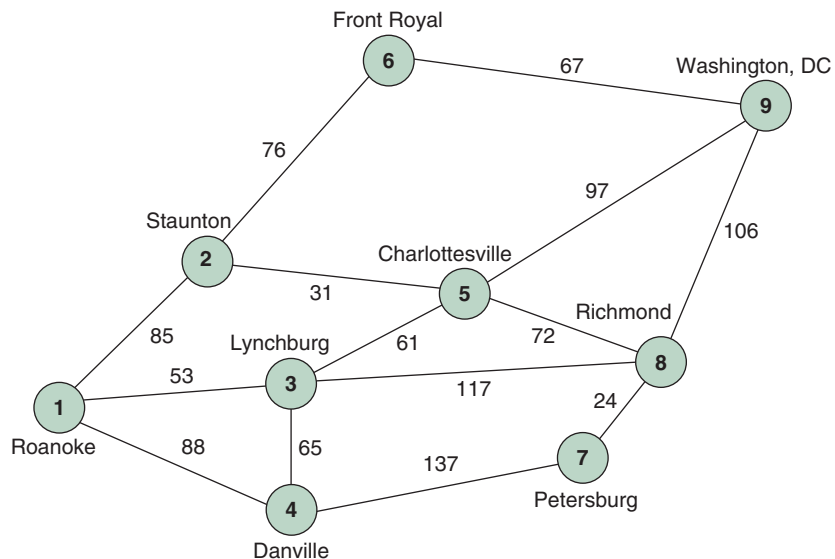 Front Royal
6
67
Washington, DC
9
76
97
Staunton
106
2
Charlottesville
31
5
Richmond
85
Lynchburg
61
72
8
53
3
117
1
24
Roanoke
88
65
137
7
4
Petersburg
Danville